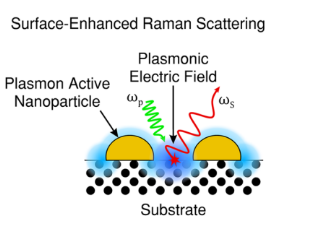 Surface-Enhanced Raman Scattering
Plasmonic
Electric Field
Plasmon Active
Nanoparticle
ωp
ωs
Substrate